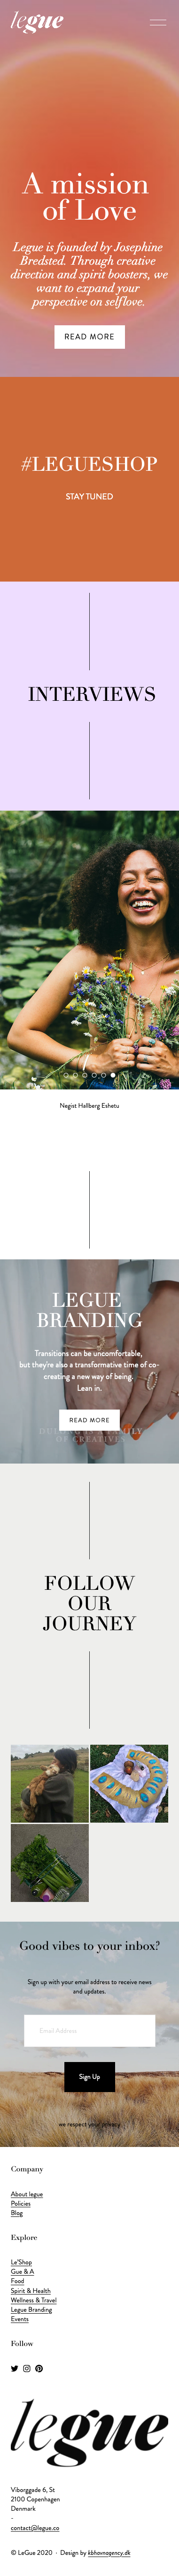 legue
A mission
of Love
Legue is founded by Josephine
Bredsted. Through creative
direction and spirit boosters, we
want to expand your
perspective on selflove.
READ MORE
#LEGUESHOP
STAY TUNED
INTERVIEWS
Negist Hallberg Eshetu
LEGUE
BRANDING
Transitions can be uncomfortable,
but they're also a transformative time of co-
creating a new way of being.
Lean in.
READ MORE
OF CREATIVES
FOLLOW
OUR
JOURNEY
Good vibes to your inbox?
Sign up with your email address to receive news
and updates.
Email Address
Sign Up
we respect your privacy
Company
About legue
Policies
Blog
Explore
Le'Shop
Gue & A
Food
Spirit & Health
Wellness & Travel
Legue Branding
Events
Follow
legue
Viborggade 6, St
2100 Copenhagen
Denmark
-
contact@legue.co
© LeGue 2020 · Design by kbhavnagency.dk